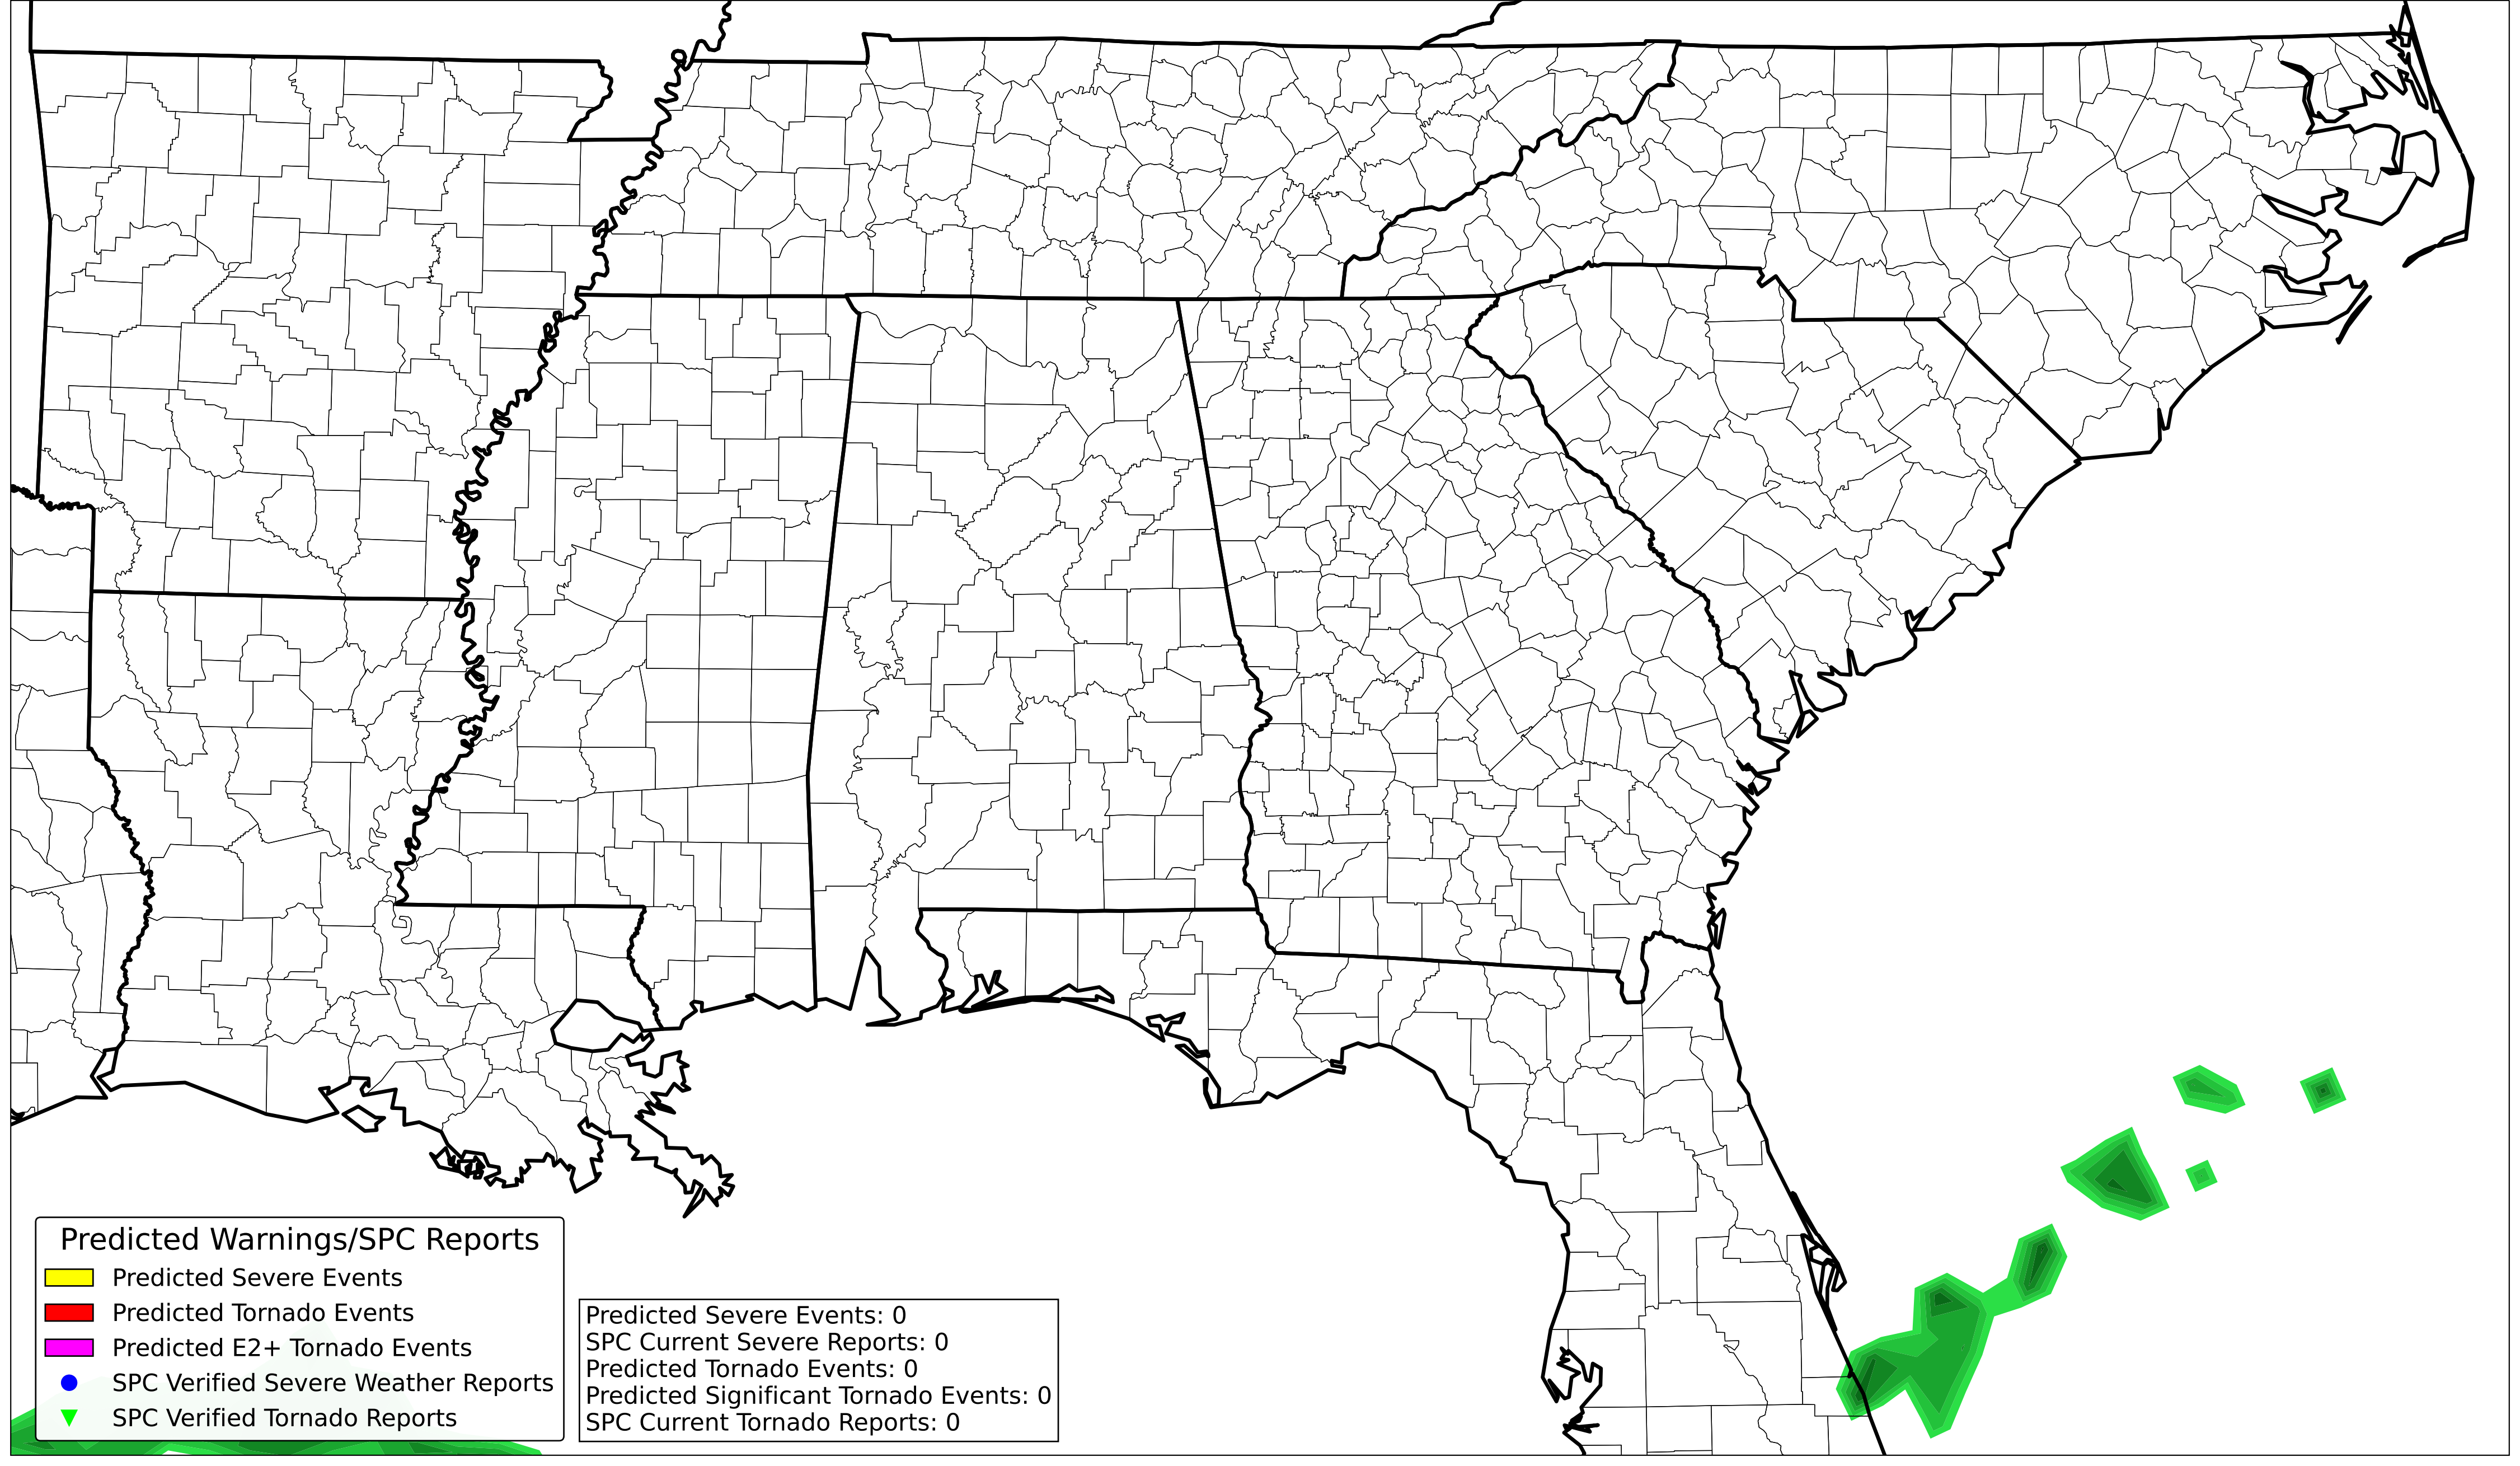 Predicted Warnings/SPC Reports
Predicted Severe Events
Predicted Tornado Events
Predicted E2+ Tornado Events
SPC Verified Severe Weather Reports
SPC Verified Tornado Reports
Predicted Severe Events: 0
SPC Current Severe Reports: 0
Predicted Tornado Events: 0
Predicted Significant Tornado Events: 0
SPC Current Tornado Reports: 0